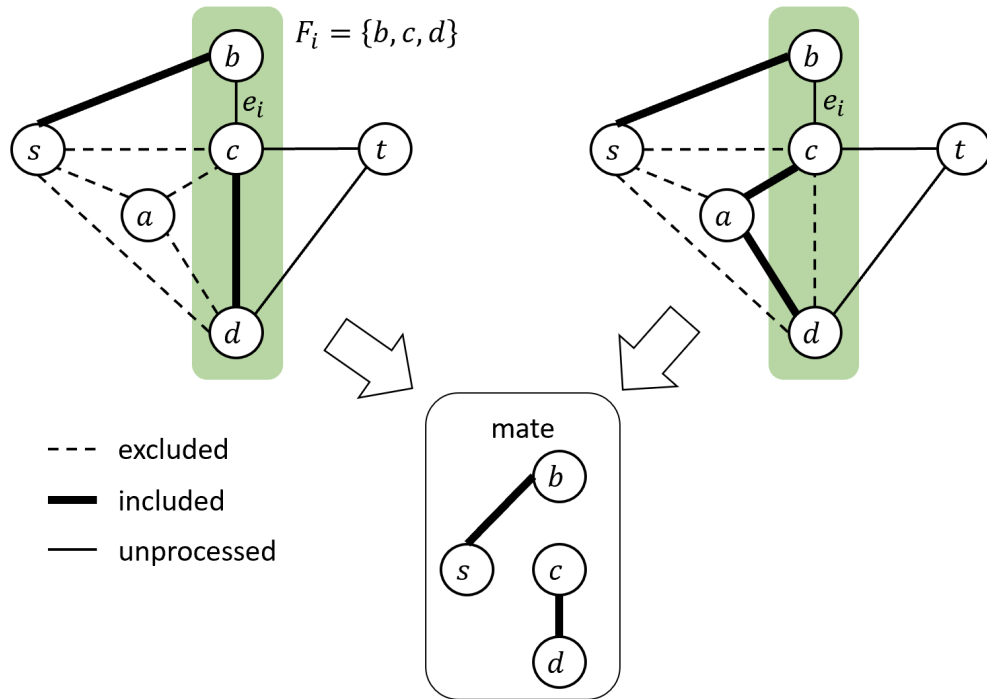 b
F_i = {b, c, d}
e_i
s
c
t
a
d
b
e_i
s
c
t
a
d
mate
b
s
c
d
excluded
included
unprocessed